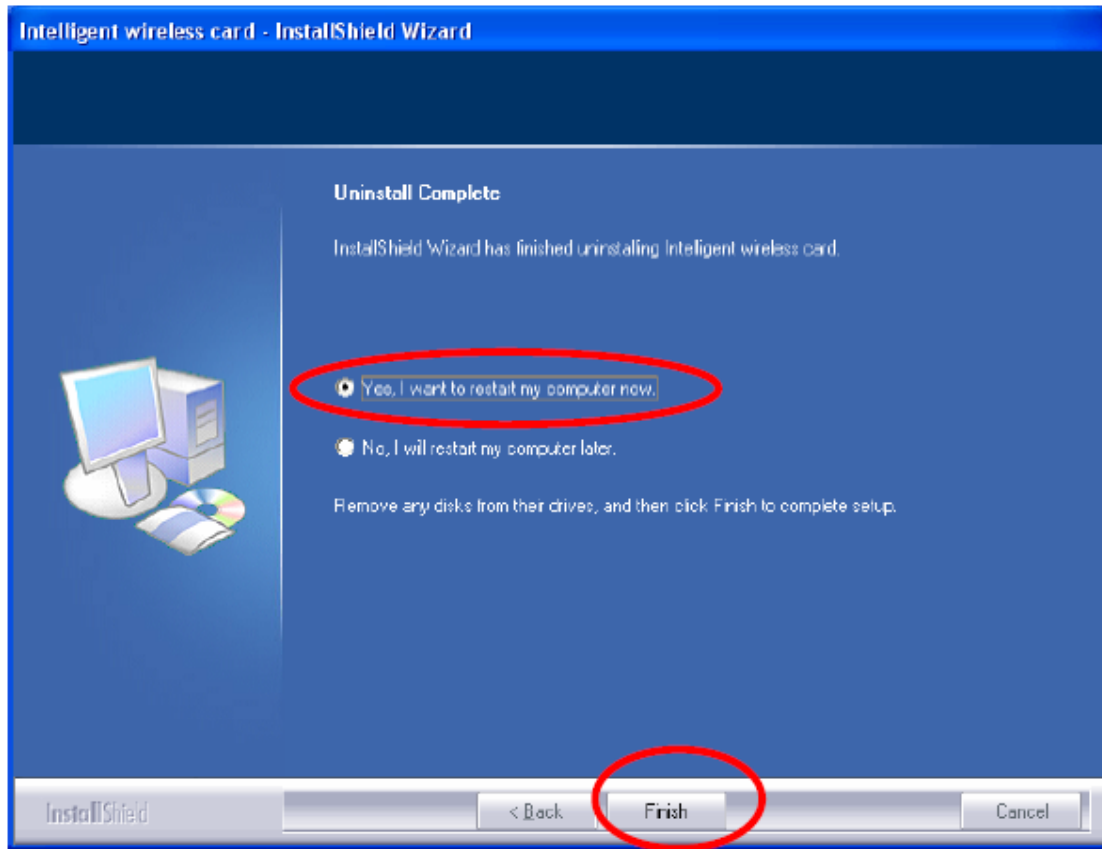 Intelligent wireless card - InstallShield Wizard
Uninstall Complete
InstallShield Wizard has finished uninstalling Intelligent wireless card.
Yes, I want to restart my computer now.
No, I will restart my computer later.
Remove any disks from their drives, and then click Finish to complete setup.
InstallShield
< Back
Finish
Cancel